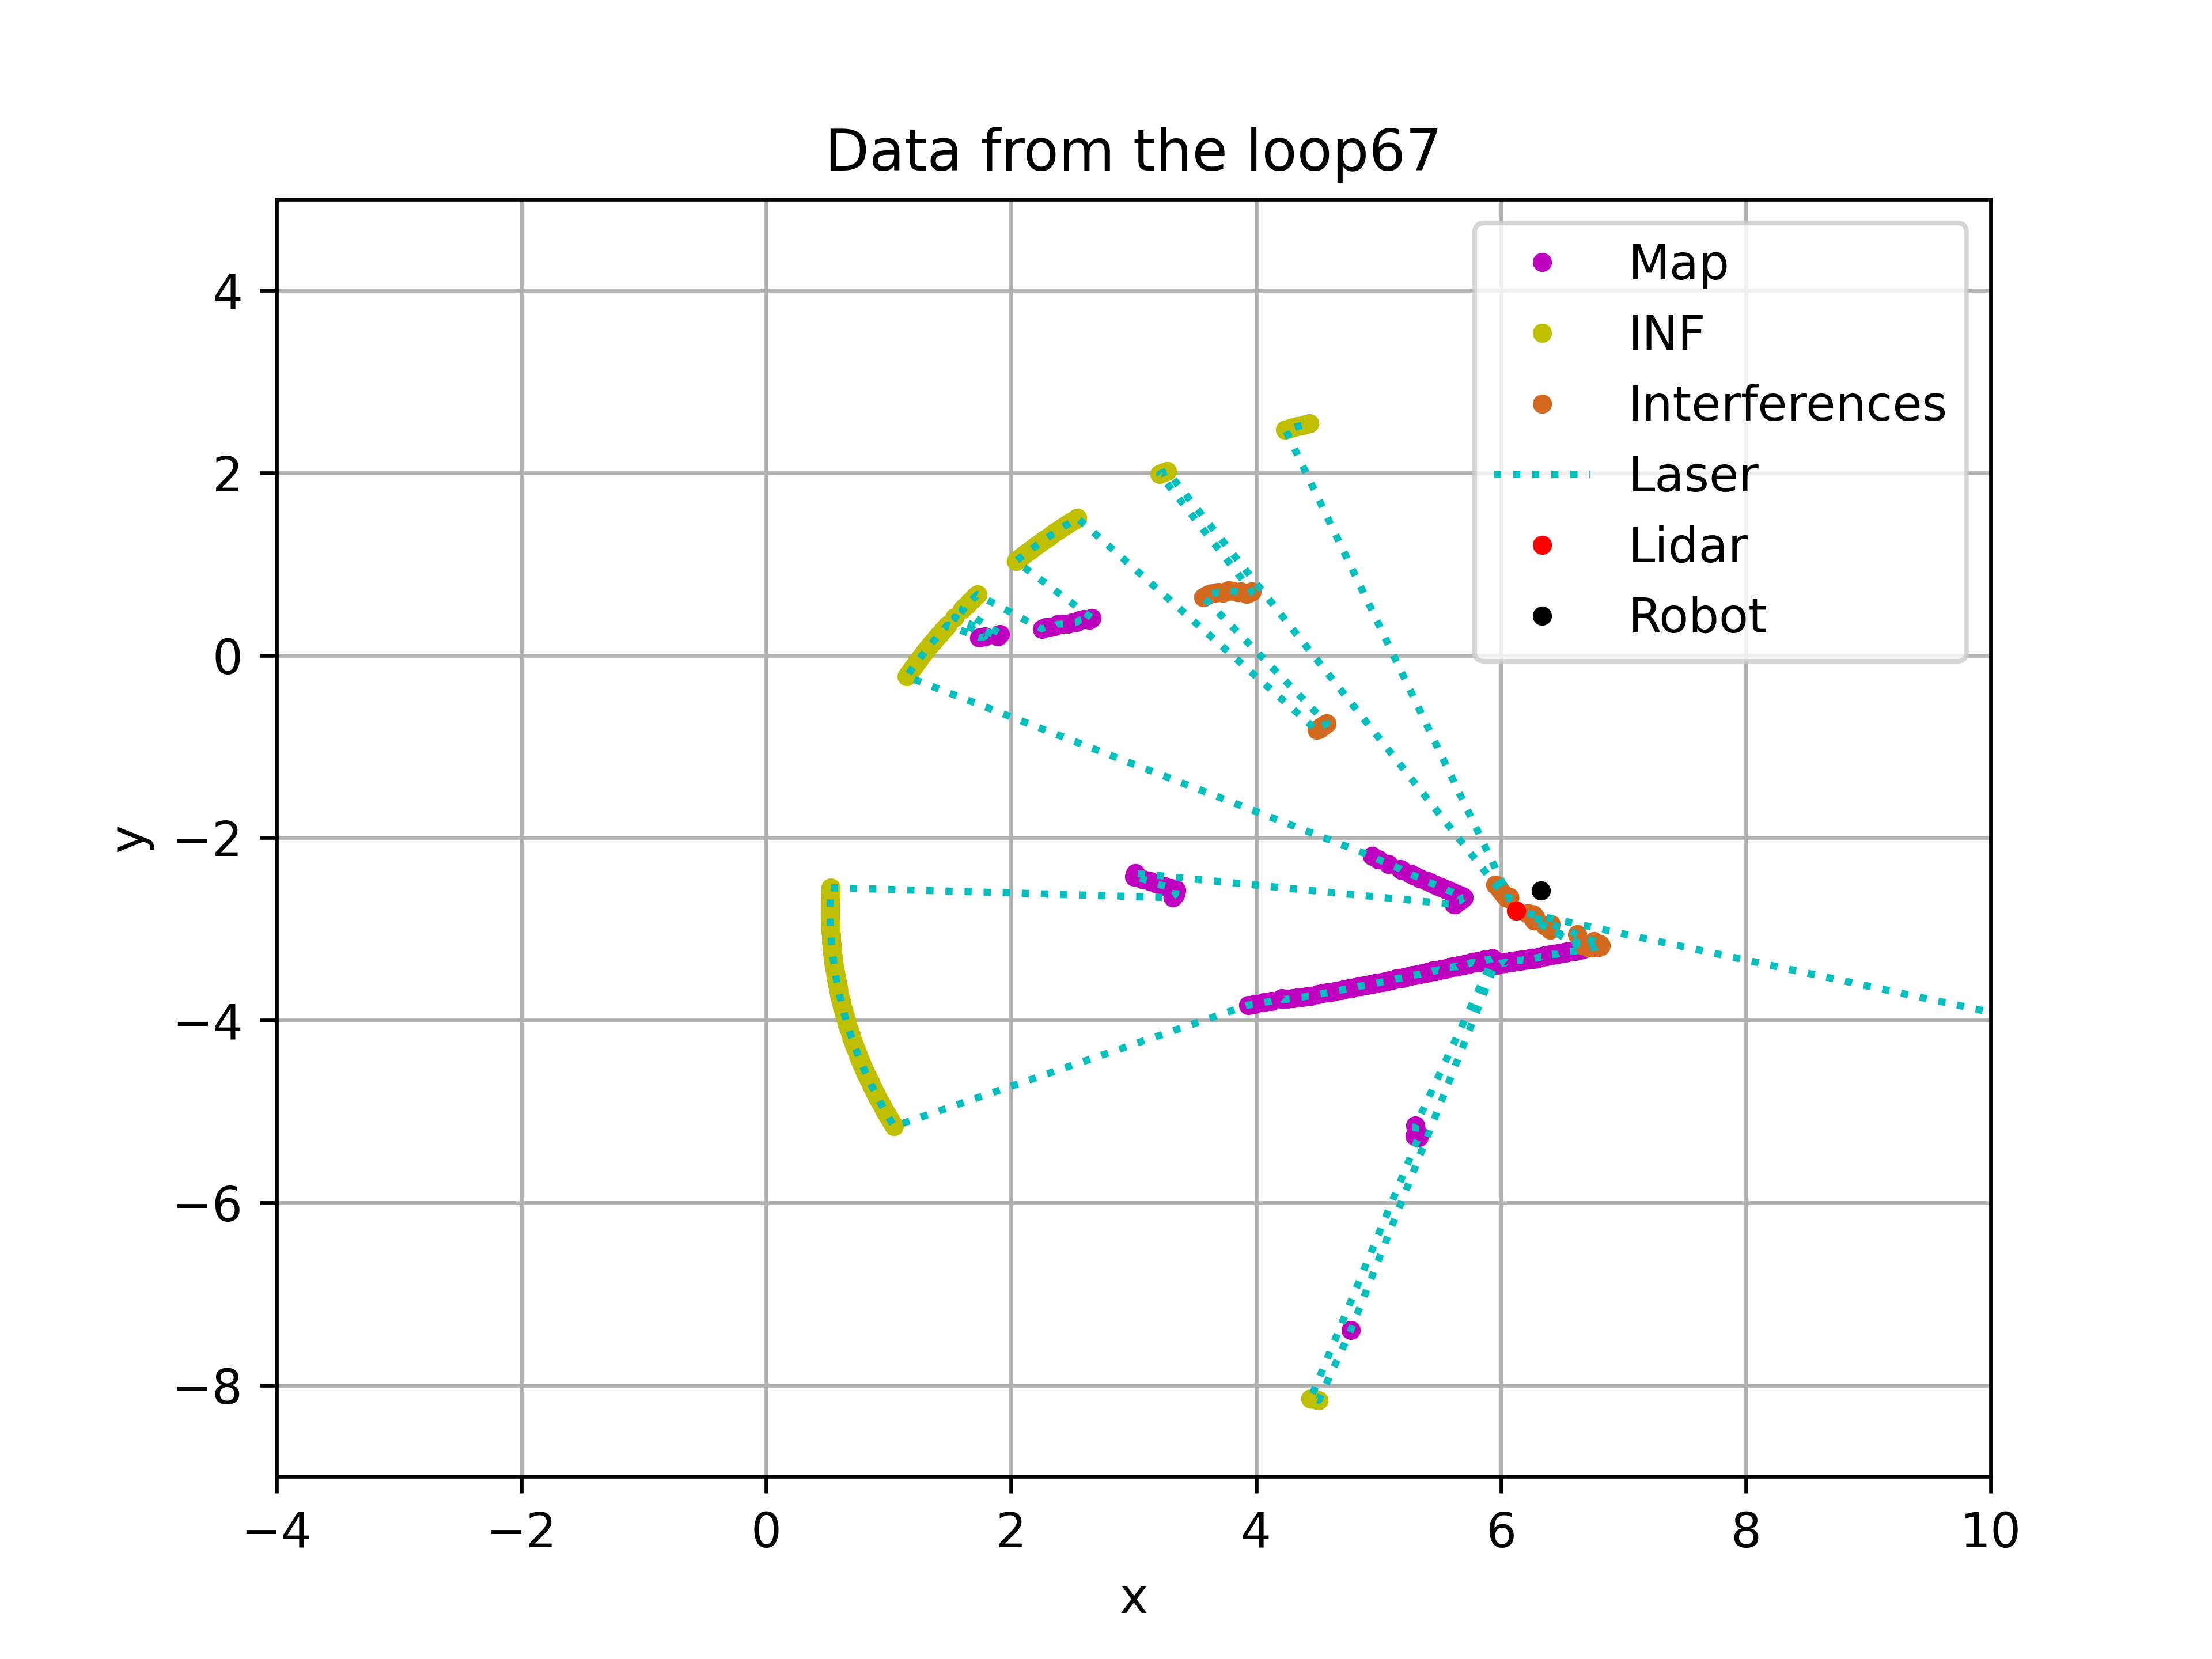 Data from the loop67
Map
INF
Interferences
Laser
Lidar
Robot
4
2
0
−2
−4
−6
−8
y
−4 −2 0 2 4 6 8 10
x